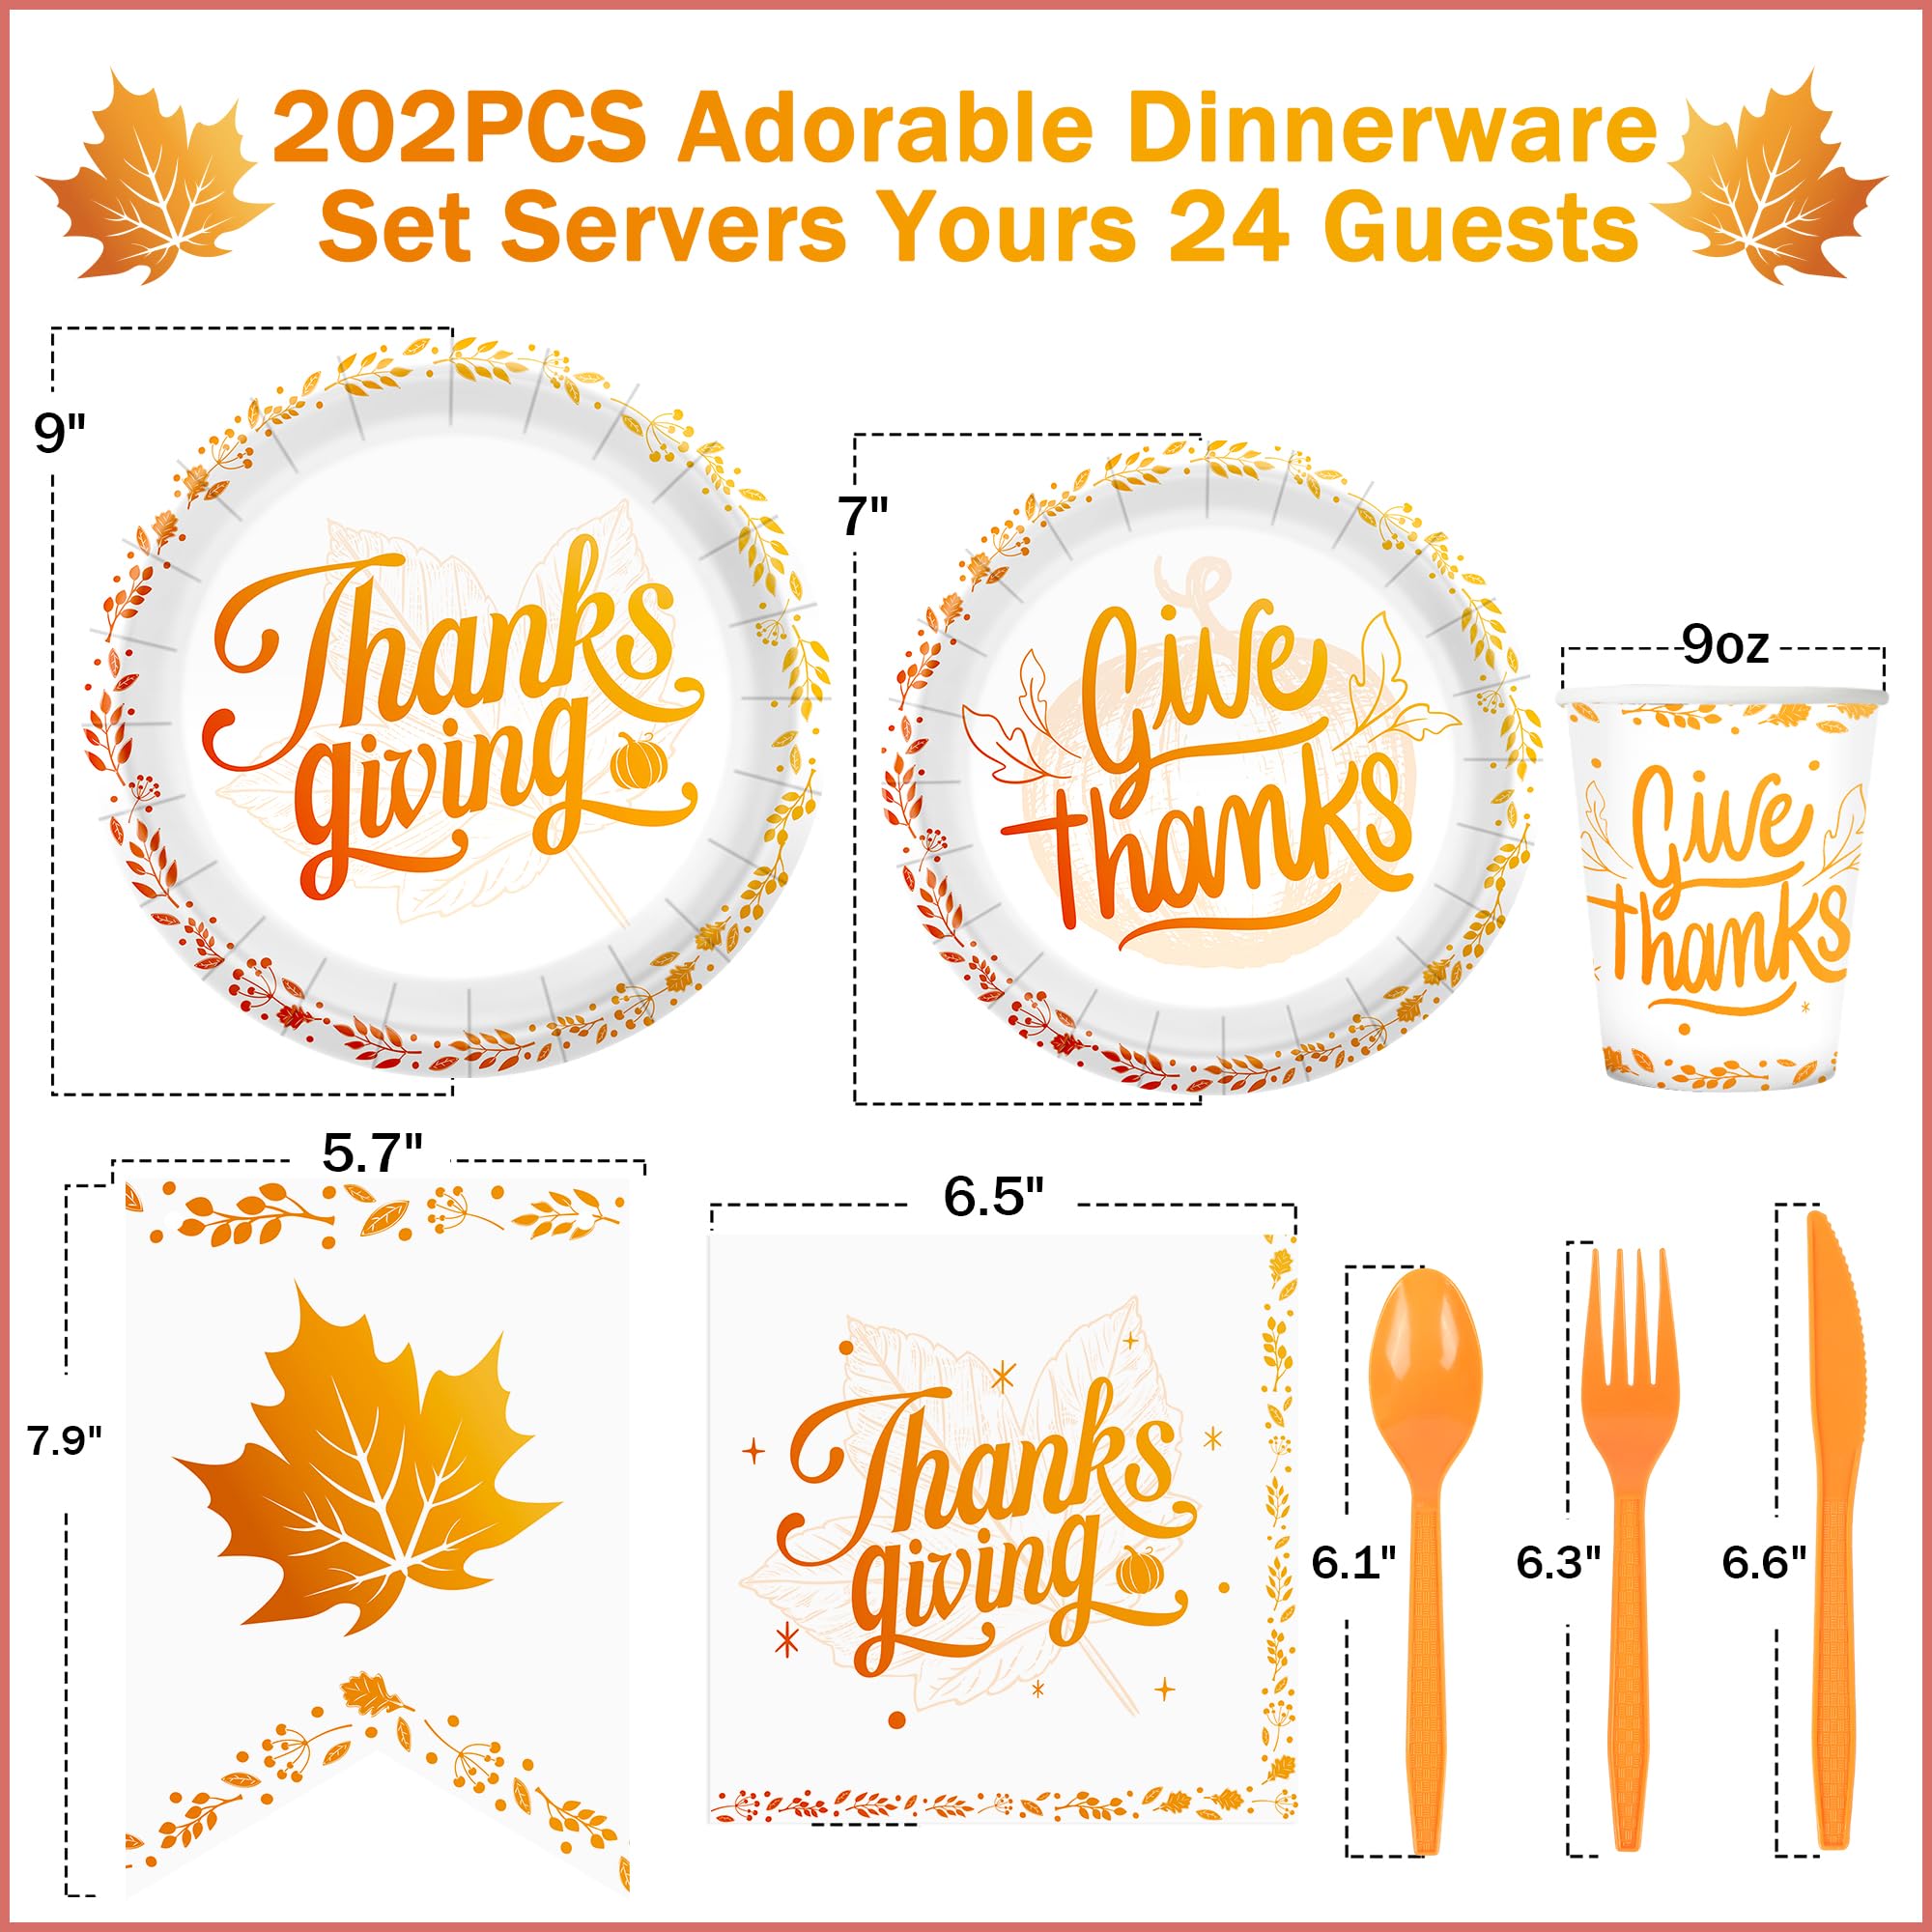 202PCS Adorable Dinnerware
Set Servers Yours 24 Guests
9"
Thanks
giving
7"
Give
thanks
9oz
Give
thanks
5.7"
7.9"
6.5"
Thanks
giving
6.1"
6.3"
6.6"